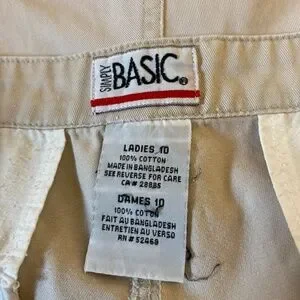 SIMPLY
BASIC®
LADIES 10
100% COTTON
MADE IN BANGLADESH
SEE REVERSE FOR CARE
CA# 28885
DAMES 10
100% COTON
FAIT AU BANGLADESH
ENTRETIEN AU VERSO
RN# 52469